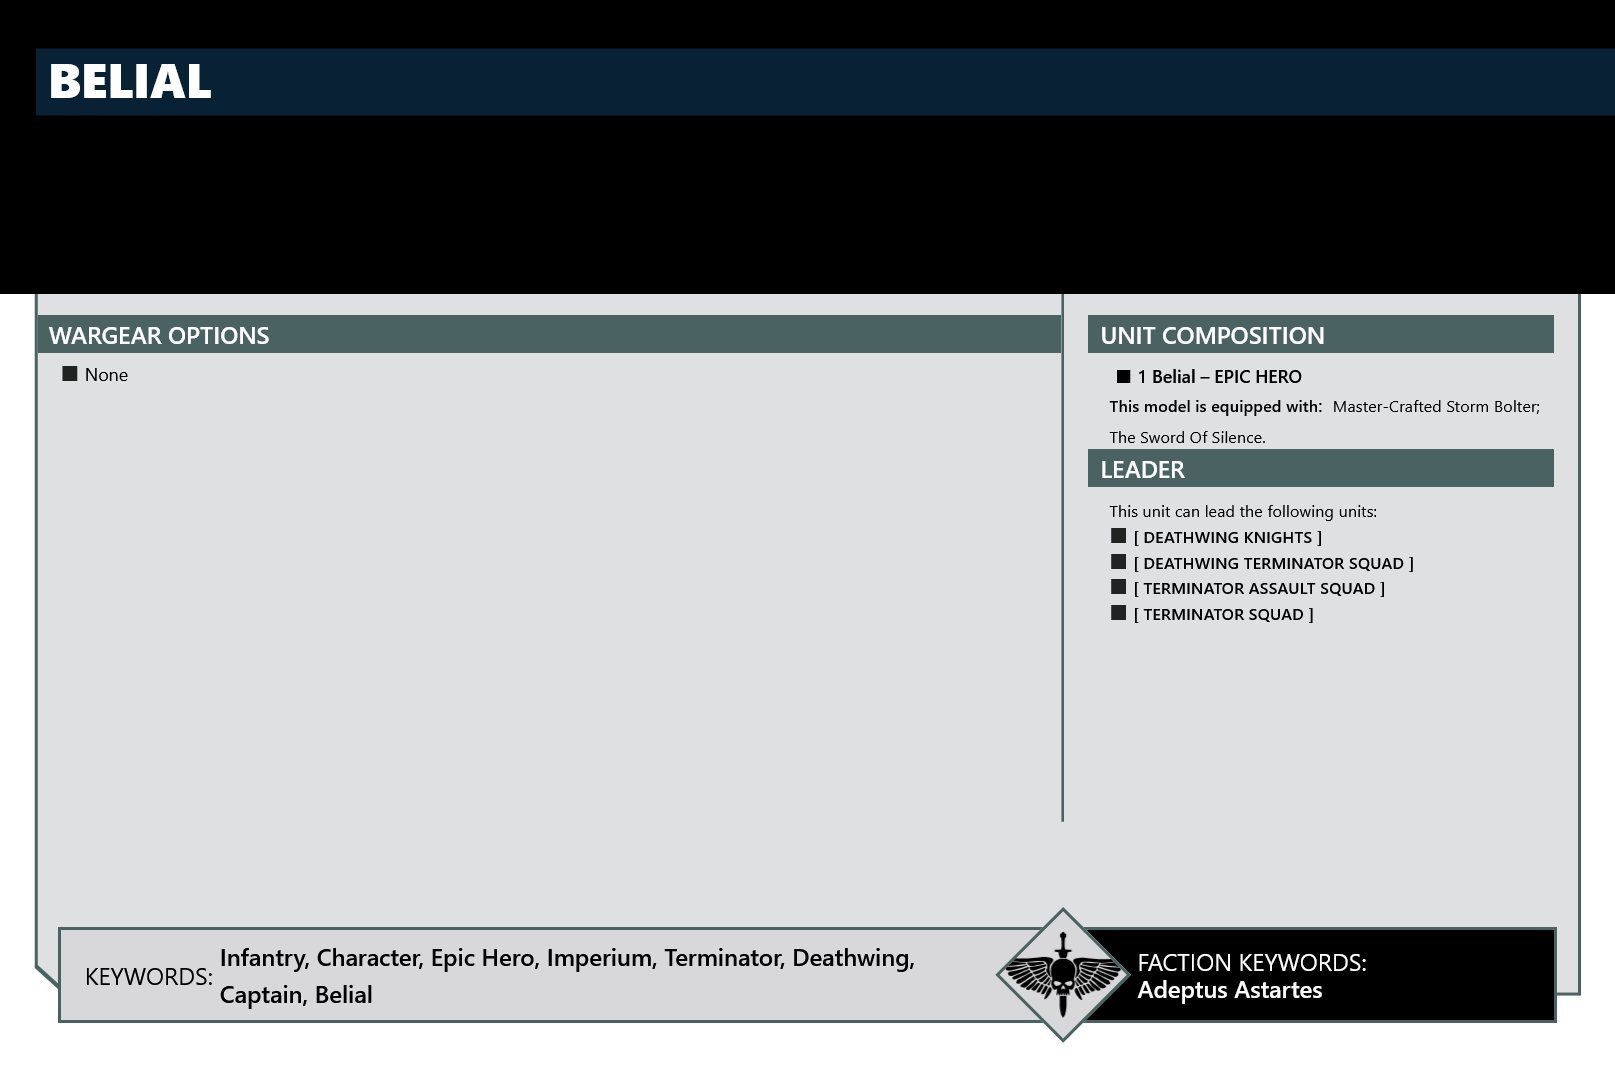 BELIAL
WARGEAR OPTIONS
None
UNIT COMPOSITION
1 Belial – EPIC HERO
This model is equipped with: Master-Crafted Storm Bolter;
The Sword Of Silence.
LEADER
This unit can lead the following units:
[ DEATHWING KNIGHTS ]
[ DEATHWING TERMINATOR SQUAD ]
[ TERMINATOR ASSAULT SQUAD ]
[ TERMINATOR SQUAD ]
KEYWORDS: Infantry, Character, Epic Hero, Imperium, Terminator, Deathwing,
Captain, Belial
FACTION KEYWORDS:
Adeptus Astartes